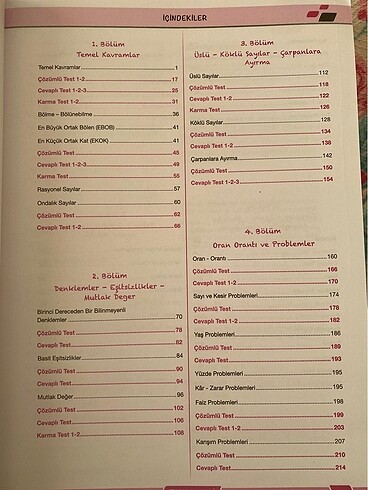 İÇİNDEKİLER
1. Bölüm
Temel Kavramlar
Temel Kavramlar 1
Çözümlü Test 1-2 17
Cevaplı Test 1-2-3 25
Karma Test 1-2 31
Bölme – Bölünebilme 36
En Büyük Ortak Bölen (EBOB) 41
En Küçük Ortak Kat (EKOK) 41
Çözümlü Test 45
Cevaplı Test 1-2-3 49
Karma Test 55
Rasyonel Sayılar 57
Ondalık Sayılar 60
Çözümlü Test 62
Cevaplı Test 1-2 66
2. Bölüm
Denklemler – Eşitsizlikler –
Mutlak Değer
Birinci Dereceden Bir Bilinmeyenli
Denklemler 70
Çözümlü Test 78
Cevaplı Test 82
Basit Eşitsizlikler 84
Çözümlü Test 90
Cevaplı Test 94
Mutlak Değer 96
Çözümlü Test 102
Cevaplı Test 106
Karma Test 1-2 108
3. Bölüm
Üslü – Köklü Sayılar – Çarpanlara
Ayırma
Üslü Sayılar 112
Çözümlü Test 118
Cevaplı Test 1-2 122
Karma Test 126
Köklü Sayılar 128
Çözümlü Test 134
Cevaplı Test 1-2 138
Çarpanlara Ayırma 142
Çözümlü Test 150
Cevaplı Test 1-2-3 154
4. Bölüm
Oran Orantı ve Problemler
Oran - Orantı 160
Çözümlü Test 166
Cevaplı Test 1-2 170
Sayı ve Kesir Problemleri 174
Çözümlü Test 178
Cevaplı Test 1-2 182
Yaş Problemleri 186
Çözümlü Test 189
Cevaplı Test 193
Yüzde Problemleri 195
Kâr - Zarar Problemleri 195
Faiz Problemleri 198
Çözümlü Test 199
Cevaplı Test 1-2 203
Karışım Problemleri 207
Çözümlü Test 210
Cevaplı Test 214